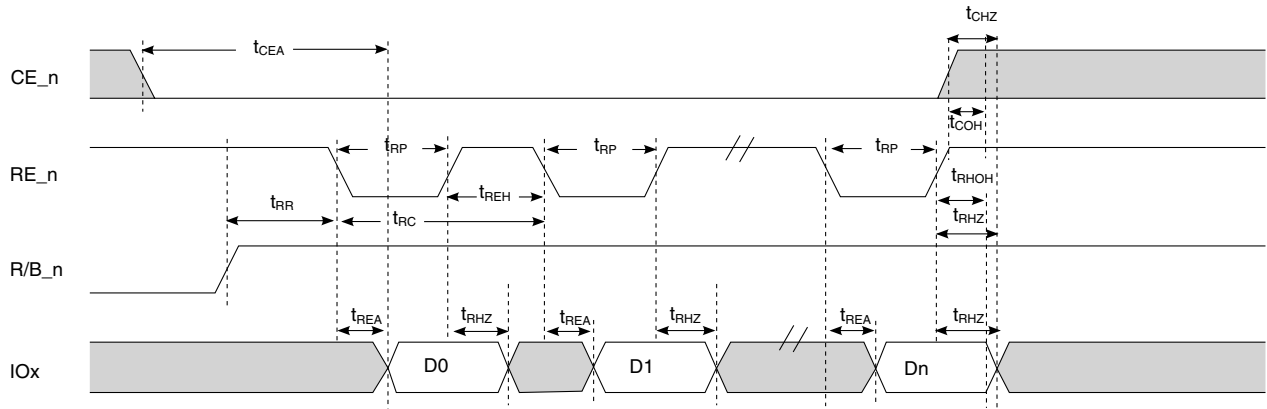 tCHZ
tCEA
CE_n
tCOH
tRP
tRP
tRP
RE_n
tREH
tRHOH
tRR
tRC
tRHZ
R/B_n
tREA
tRHZ
tREA
tRHZ
tREA
tRHZ
IOx
D0
D1
Dn